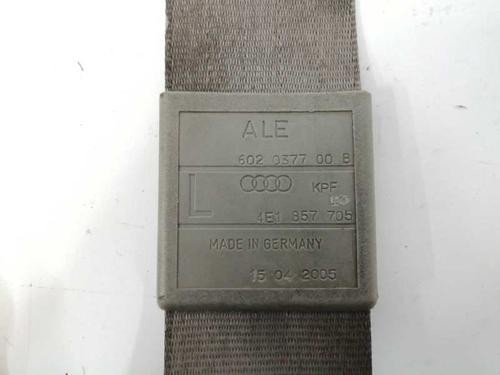 ALE
602 0377 00 B
L KPF
4E1 857 705
MADE IN GERMANY
15 04 2005